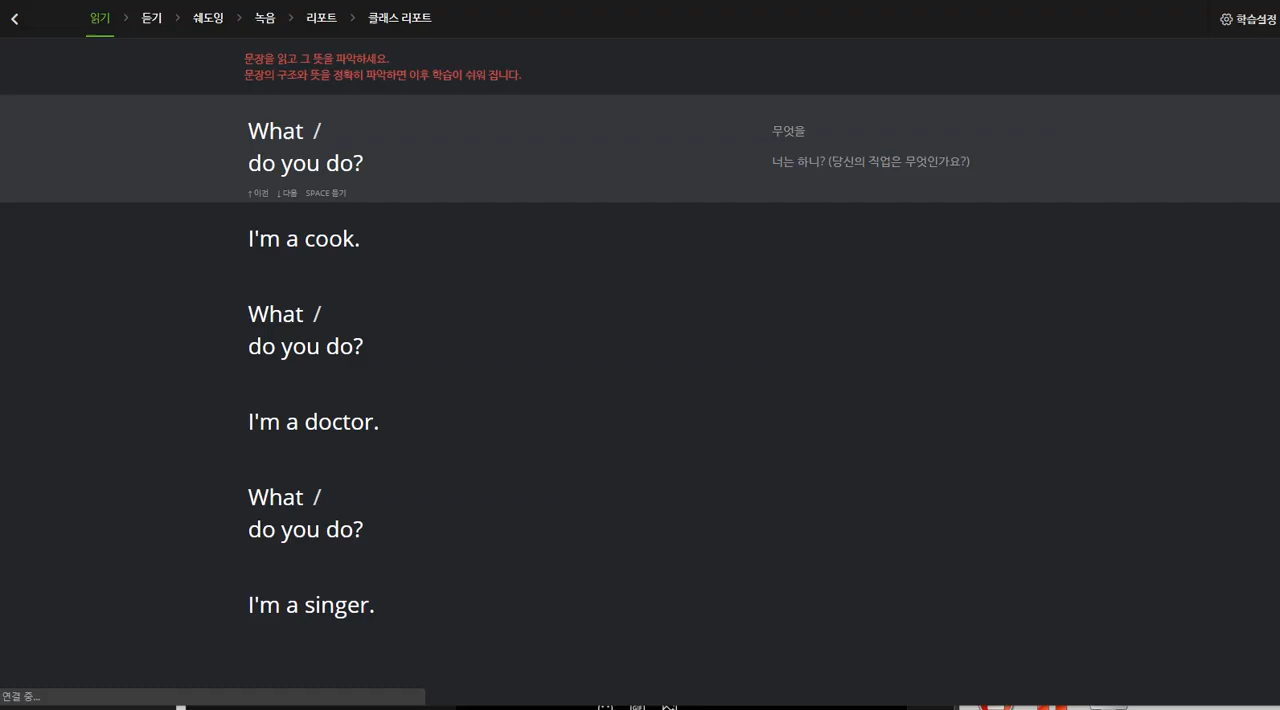 읽기 > 듣기 > 쉐도잉 > 녹음 > 리포트 > 클래스 리포트 학습설정
문장을 읽고 그 뜻을 파악하세요.
문장의 구조와 뜻을 정확히 파악하면 이후 학습이 쉬워 집니다.
What / 무엇을
do you do? 너는 하니? (당신의 직업은 무엇인가요?)
↑이전 ↓다음 SPACE 듣기
I'm a cook.
What /
do you do?
I'm a doctor.
What /
do you do?
I'm a singer.
연결 중...